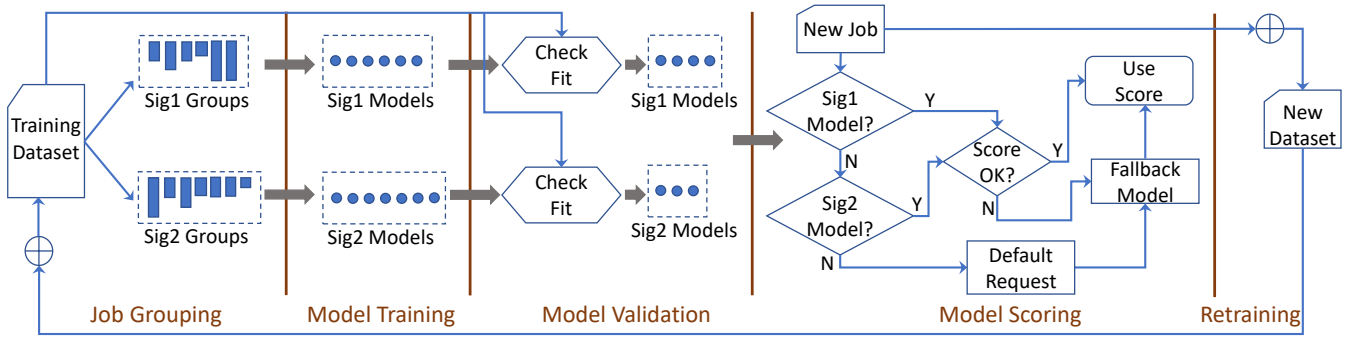 Training
Dataset
Sig1 Groups
Sig2 Groups
Job Grouping
Sig1 Models
Sig2 Models
Model Training
Check
Fit
Sig1 Models
Check
Fit
Sig2 Models
Model Validation
New Job
Sig1
Model?
Y
N
Sig2
Model?
Y
N
Score
OK?
Y
N
Use
Score
Fallback
Model
Default
Request
Model Scoring
New
Dataset
Retraining